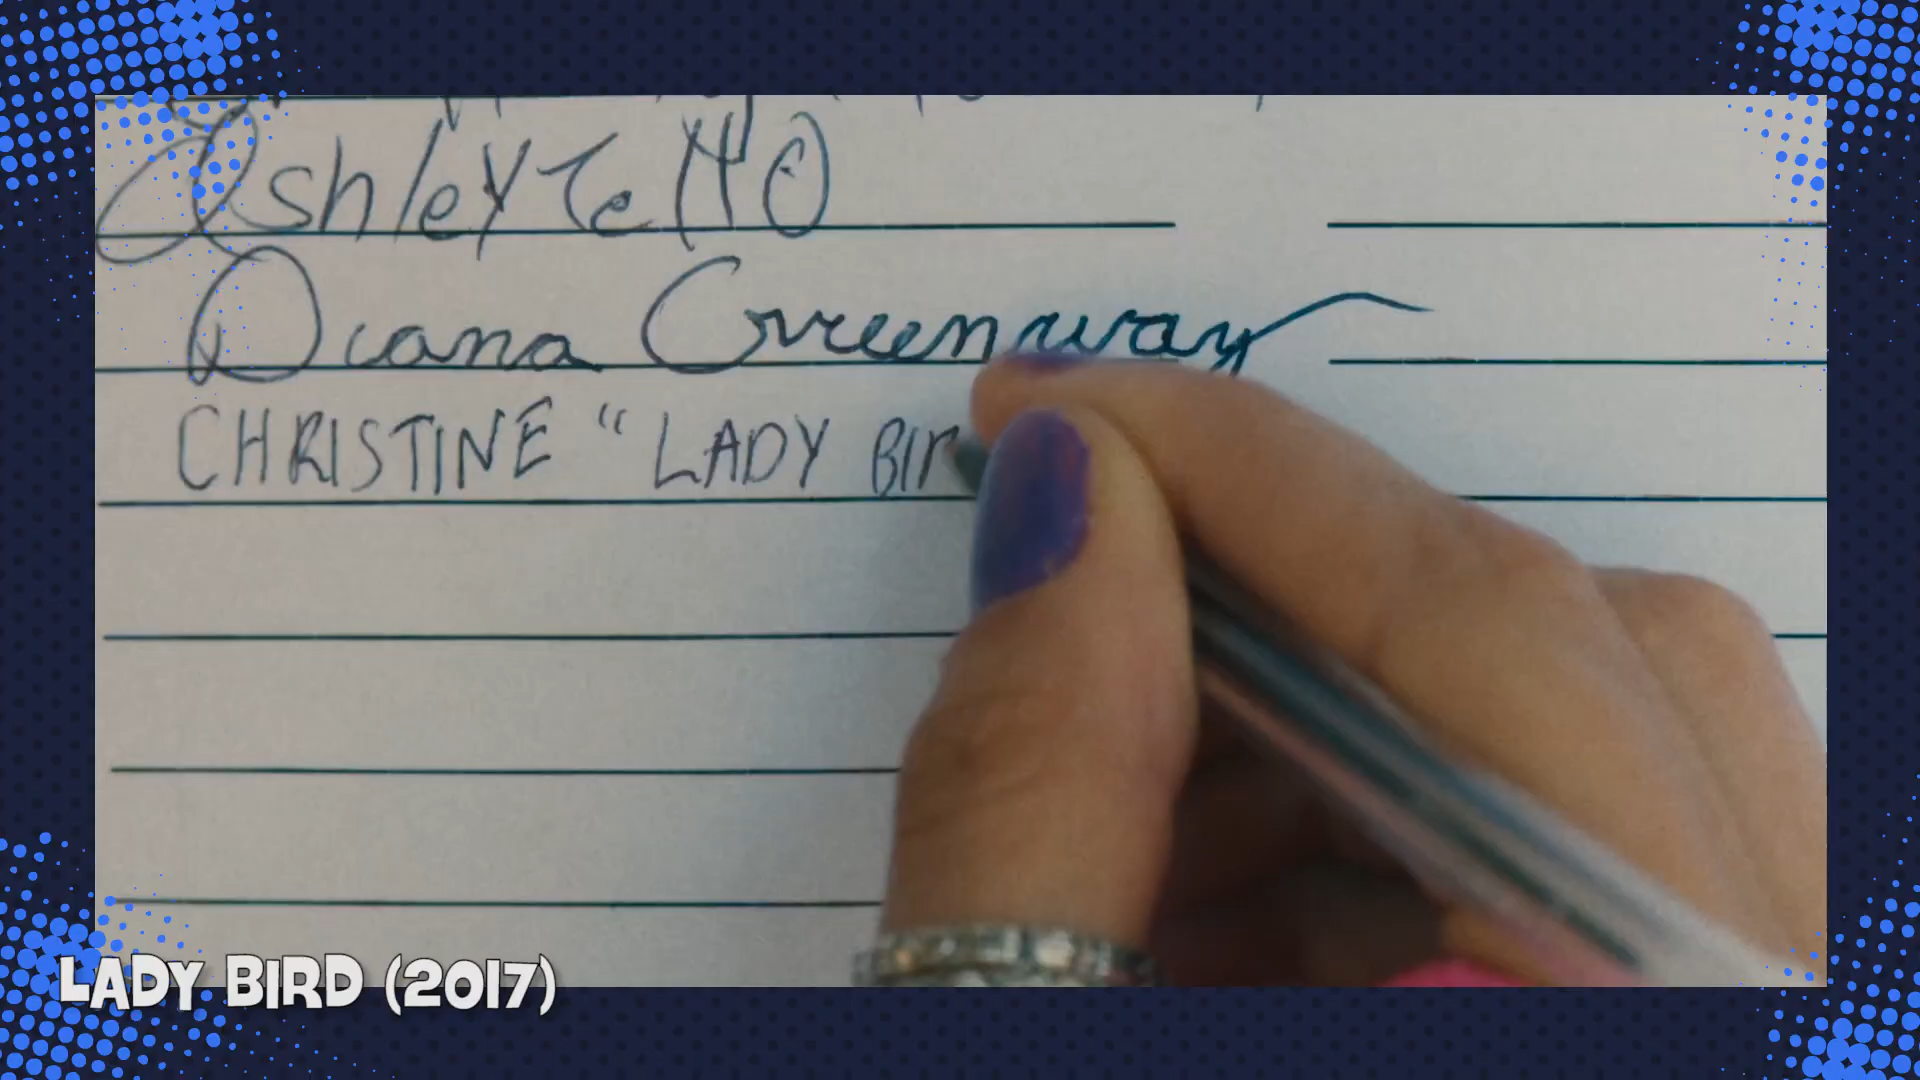 Ashley Tello
Diana Greenway
CHRISTINE “LADY BIR
LADY BIRD (2017)